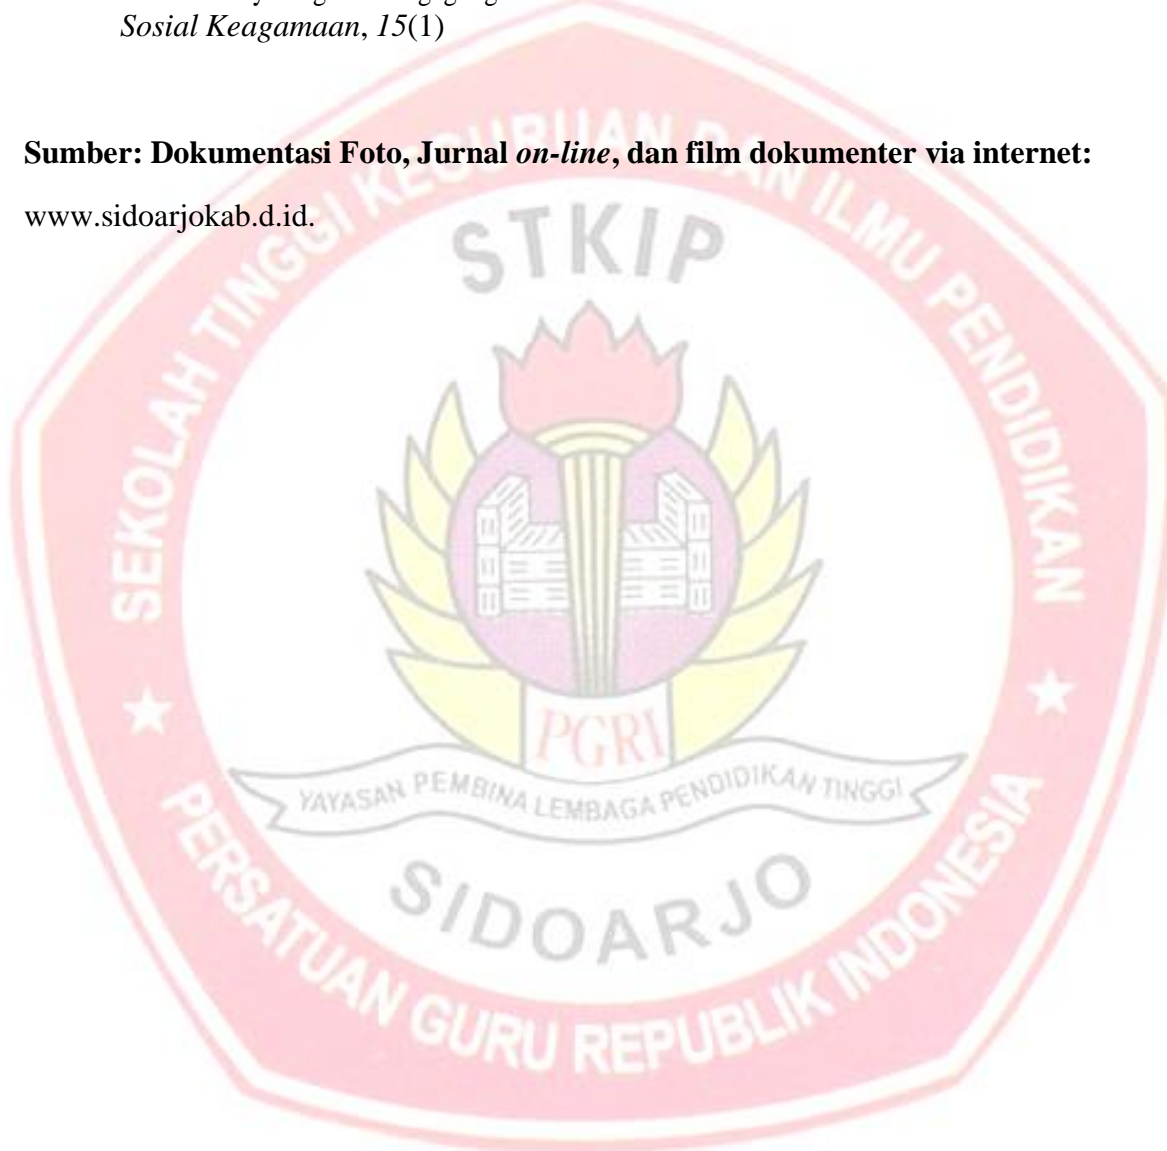 Sosial Keagamaan, 15(1)
Sumber: Dokumentasi Foto, Jurnal on-line, dan film dokumenter via internet:
www.sidoarjokab.d.id.
SEKOLAH TINGGI KEGURUAN DAN ILMU PENDIDIKAN
STKIP
PGRI
YAYASAN PEMBINA LEMBAGA PENDIDIKAN TINGGI
SIDOARJO
PERSATUAN GURU REPUBLIK INDONESIA